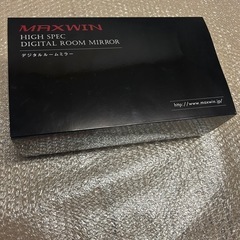 MAXWIN
HIGH SPEC
DIGITAL ROOM MIRROR
デジタルルームミラー
http://www.maxwin.jp/